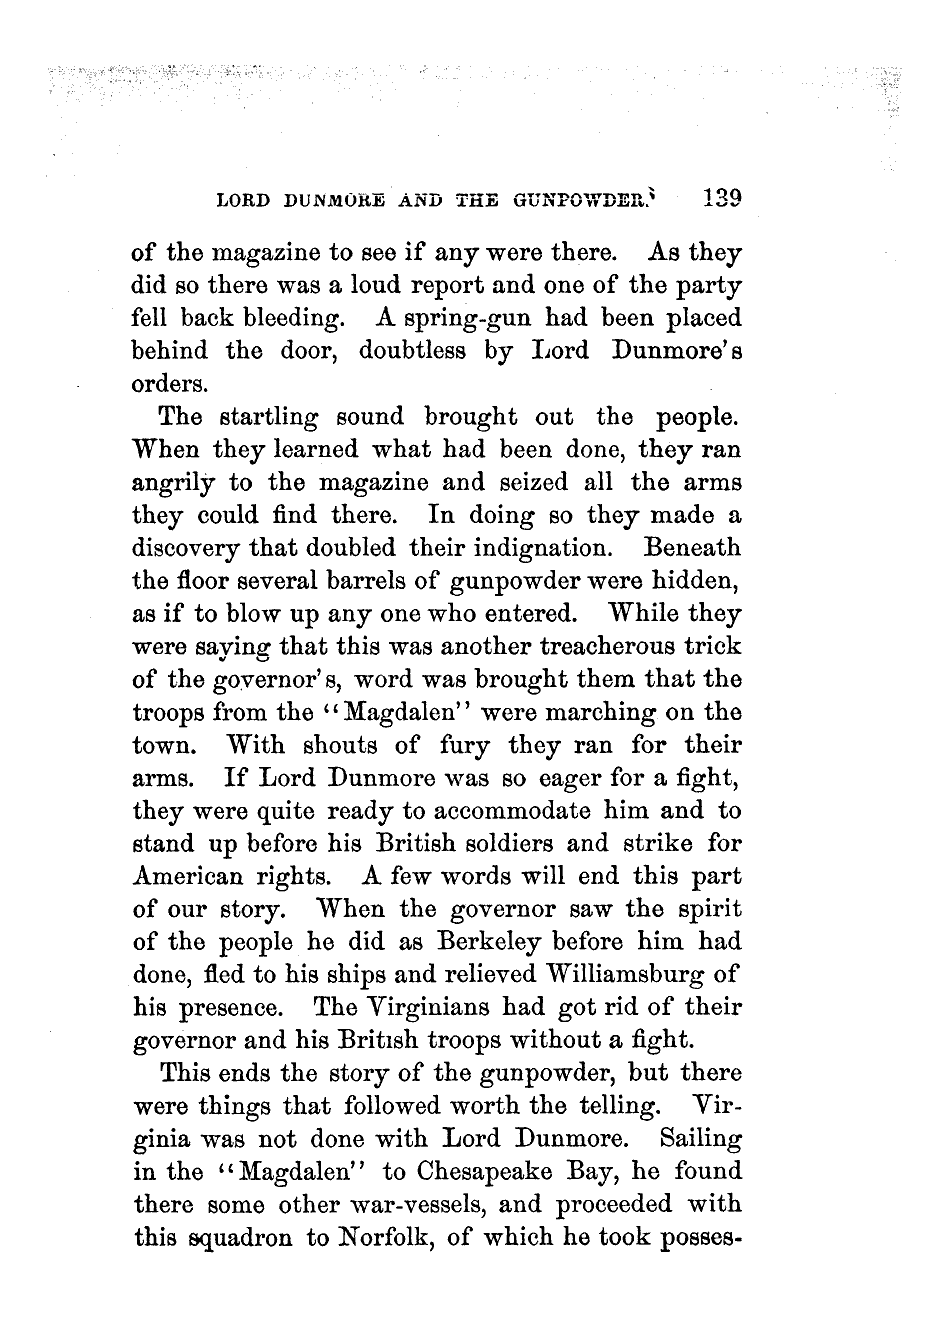 LORD DUNMORE AND THE GUNPOWDER. 139
of the magazine to see if any were there. As they
did so there was a loud report and one of the party
fell back bleeding. A spring-gun had been placed
behind the door, doubtless by Lord Dunmore's
orders.
The startling sound brought out the people.
When they learned what had been done, they ran
angrily to the magazine and seized all the arms
they could find there. In doing so they made a
discovery that doubled their indignation. Beneath
the floor several barrels of gunpowder were hidden,
as if to blow up any one who entered. While they
were saying that this was another treacherous trick
of the governor's, word was brought them that the
troops from the "Magdalen" were marching on the
town. With shouts of fury they ran for their
arms. If Lord Dunmore was so eager for a fight,
they were quite ready to accommodate him and to
stand up before his British soldiers and strike for
American rights. A few words will end this part
of our story. When the governor saw the spirit
of the people he did as Berkeley before him had
done, fled to his ships and relieved Williamsburg of
his presence. The Virginians had got rid of their
governor and his British troops without a fight.
This ends the story of the gunpowder, but there
were things that followed worth the telling. Vir-
ginia was not done with Lord Dunmore. Sailing
in the "Magdalen" to Chesapeake Bay, he found
there some other war-vessels, and proceeded with
this squadron to Norfolk, of which he took posses-